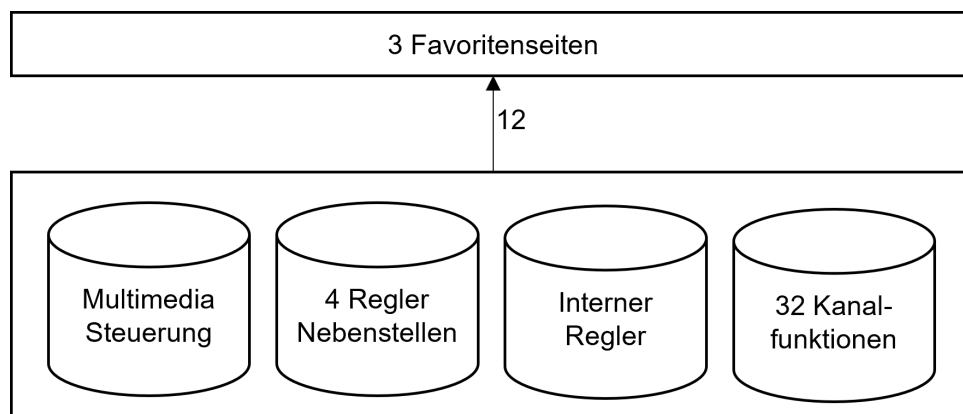 3 Favoritenseiten
12
Multimedia
Steuerung
4 Regler
Nebenstellen
Interner
Regler
32 Kanal-
funktionen